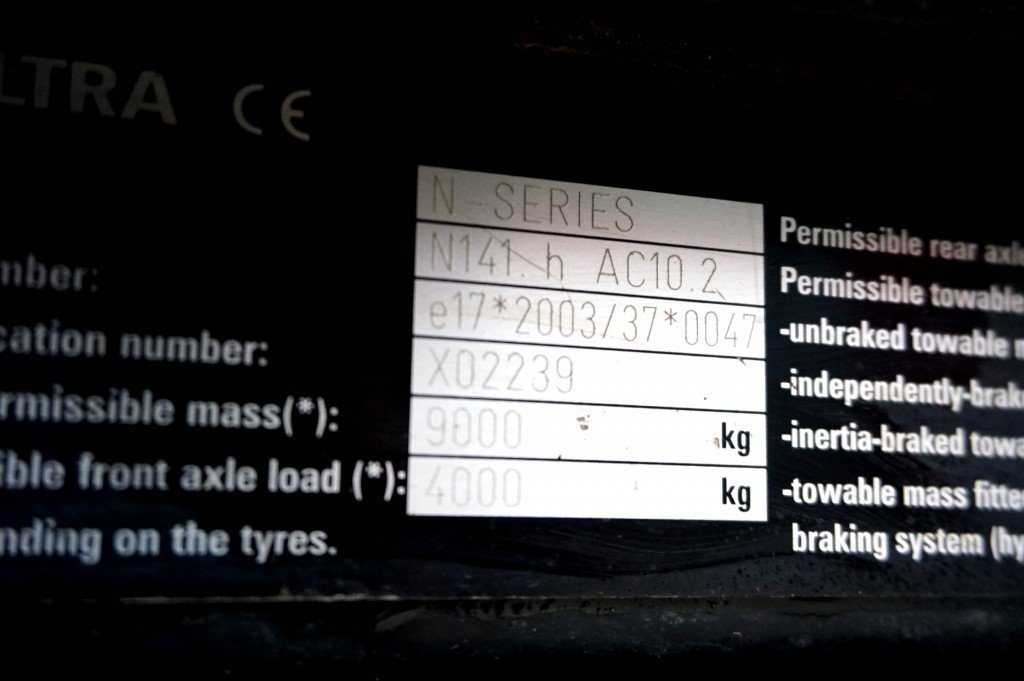 LTRA CE
N-SERIES
N141 h AC10.2
mber: e17*2003/37*0047
cation number: X02239
rmissible mass(*): 9000 kg
ible front axle load (*): 4000 kg
nding on the tyres.
Permissible rear axle
Permissible towable
-unbraked towable m
-independently-brak
-inertia-braked towa
-towable mass fitte
braking system (hy